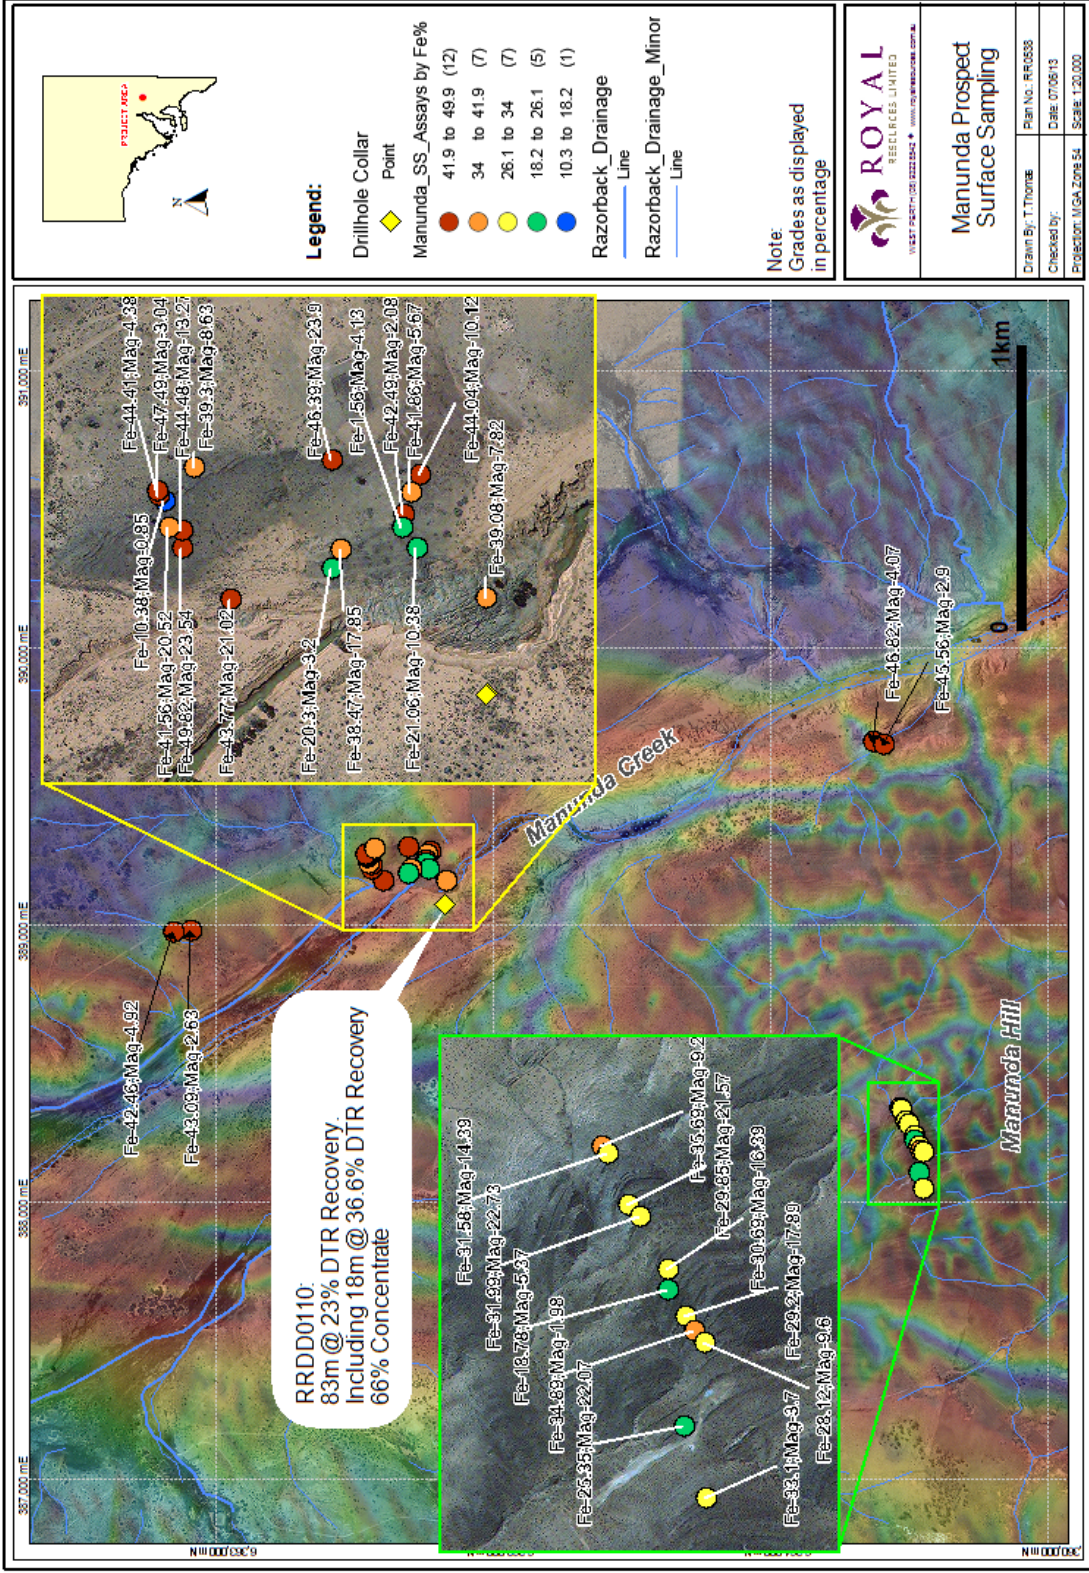 PROJECT AREA
N
Legend:
Drillhole Collar
Point
Manunda_SS_Assays by Fe%
41.9 to 49.9 (12)
34 to 41.9 (7)
26.1 to 34 (7)
18.2 to 26.1 (5)
10.3 to 18.2 (1)
Razorback_Drainage
Line
Razorback_Drainage_Minor
Line
Note:
Grades as displayed
in percentage
ROYAL
RESOURCES LIMITED
Manunda Prospect
Surface Sampling
Drawn By: T.Thomas
Plan No.: RR0538
Checked by:
Date: 07/06/13
Projection: MGA Zone 54
Scale: 1:20,000
387,000 mE
388,000 mE
389,000 mE
390,000 mE
391,000 mE
Fe-44.41;Mag-4.38
Fe-47.49;Mag-3.04
Fe-44.48;Mag-13.27
Fe-39.3;Mag-8.63
Fe-10.38;Mag-0.85
Fe-41.56;Mag-20.52
Fe-49.82;Mag-23.54
Fe-43.77;Mag-21.02
Fe-46.39;Mag-23.9
Fe-1.56;Mag-4.13
Fe-42.49;Mag-2.08
Fe-41.88;Mag-5.67
Fe-44.04;Mag-10.12
Fe-20.3;Mag-3.2
Fe-38.47;Mag-17.85
Fe-21.06;Mag-10.38
Fe-39.08;Mag-7.82
Fe-42.46;Mag-4.92
Fe-43.09;Mag-2.63
RRDD0110:
83m @ 23% DTR Recovery.
Including 18m @ 36.6% DTR Recovery
66% Concentrate
Manunda Creek
Fe-46.82;Mag-4.07
Fe-45.56;Mag-2.9
0
1km
Fe-31.58;Mag-14.39
Fe-31.99;Mag-22.73
Fe-18.78;Mag-5.37
Fe-34.89;Mag-1.98
Fe-25.35;Mag-22.07
Fe-35.69;Mag-9.2
Fe-29.85;Mag-21.57
Fe-30.69;Mag-16.39
Fe-29.2;Mag-17.89
Fe-28.12;Mag-9.6
Fe-33.1;Mag-3.7
Manunda Hill